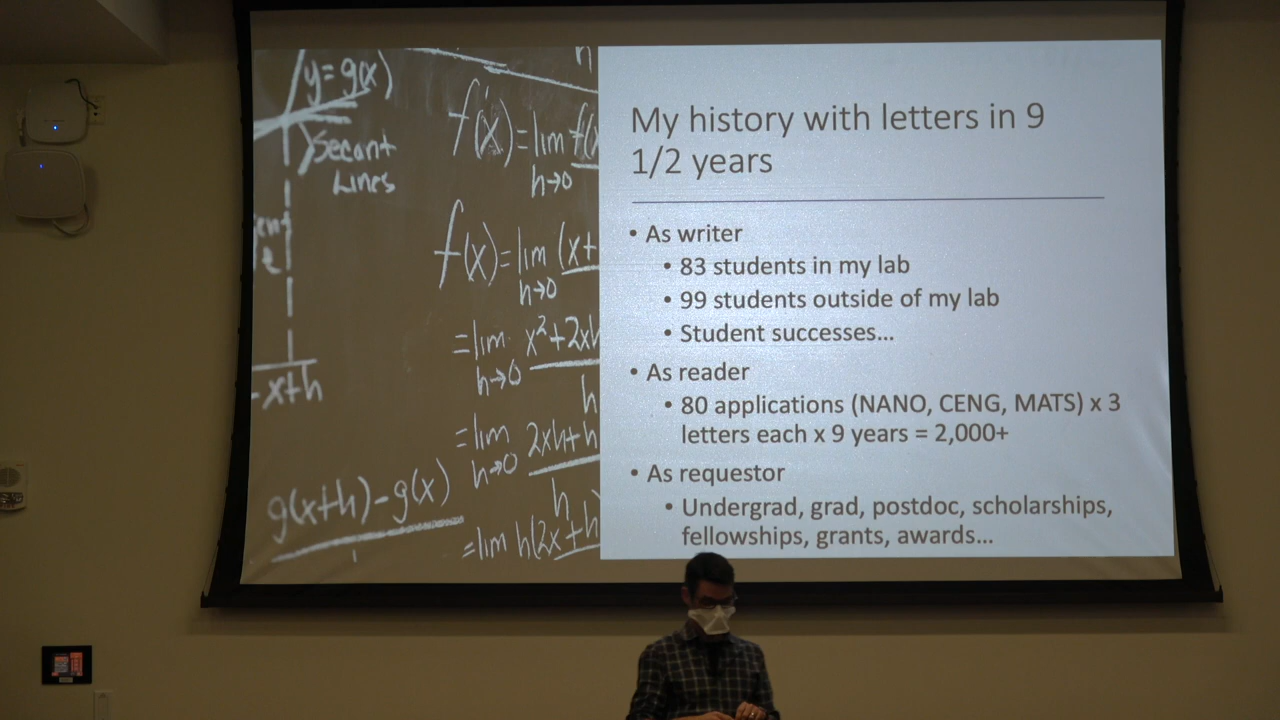 y=g(x)
Secant
Lines
-x+h
g(x+h)-g(x)
f'(x)=lim f(x
h→0
f(x)=lim (x+
h→0
=lim x²+2xh
h→0 h
=lim 2xh+h
h→0 h
=lim h(2x+h
My history with letters in 9
1/2 years
• As writer
• 83 students in my lab
• 99 students outside of my lab
• Student successes...
• As reader
• 80 applications (NANO, CENG, MATS) x 3
letters each x 9 years = 2,000+
• As requestor
• Undergrad, grad, postdoc, scholarships,
fellowships, grants, awards...